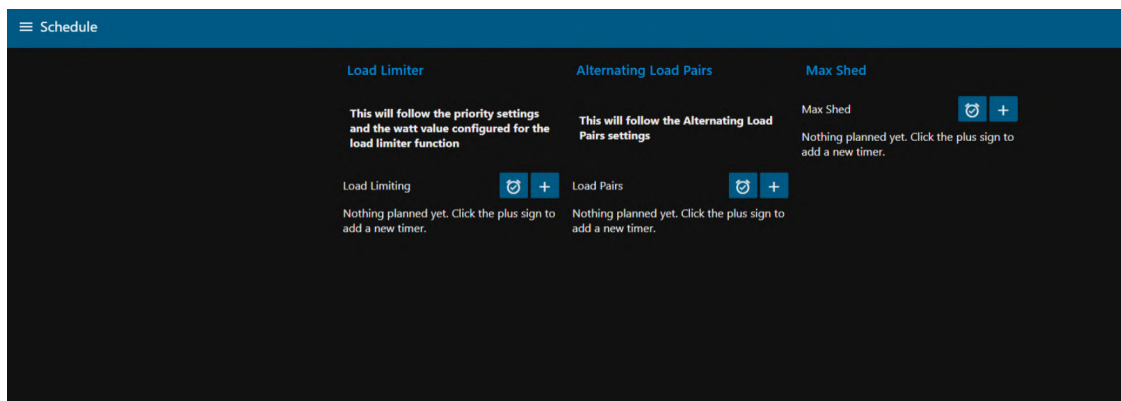 Schedule
Load Limiter
This will follow the priority settings
and the watt value configured for the
load limiter function
Load Limiting
Nothing planned yet. Click the plus sign to
add a new timer.
Alternating Load Pairs
This will follow the Alternating Load
Pairs settings
Load Pairs
Nothing planned yet. Click the plus sign to
add a new timer.
Max Shed
Max Shed
Nothing planned yet. Click the plus sign to
add a new timer.